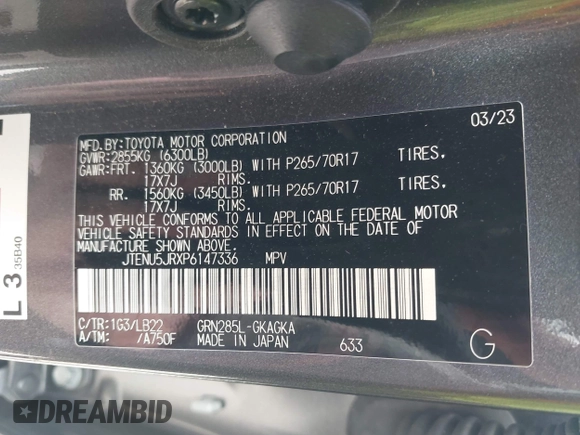 03/23
MFD.BY:TOYOTA MOTOR CORPORATION
GVWR:2855KG (6300LB)
GAWR:FRT. 1360KG (3000LB) WITH P265/70R17 TIRES,
17X7J RIMS.
RR. 1560KG (3450LB) WITH P265/70R17 TIRES,
17X7J RIMS.
THIS VEHICLE CONFORMS TO ALL APPLICABLE FEDERAL MOTOR
VEHICLE SAFETY STANDARDS IN EFFECT ON THE DATE OF
MANUFACTURE SHOWN ABOVE.
JTENU5JRXP6147336 MPV
C/TR:1G3/LB22 GRN285L-GKAGKA
A/TM: /A750F MADE IN JAPAN 633 G
L 3 35B40
DREAMBID